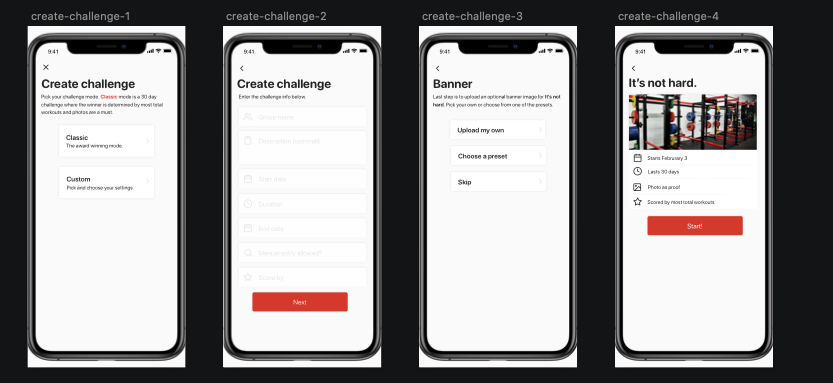 create-challenge-1
9:41
Create challenge
Pick your challenge mode. Classic mode is a 30 day
challenge where the winner is determined by most total
workouts and photos are a must.
Classic
The award winning mode.
Custom
Pick and choose your settings.
create-challenge-2
9:41
Create challenge
Enter the challenge info below.
Group name
Description (optional)
Start date
Duration
End date
Manual entry allowed?
Score by
Next
create-challenge-3
9:41
Banner
Last step is to upload an optional banner image for It's not
hard. Pick your own or choose from one of the presets.
Upload my own
Choose a preset
Skip
create-challenge-4
9:41
It's not hard.
Starts February 3
Lasts 30 days
Photo as proof
Scored by most total workouts
Start!